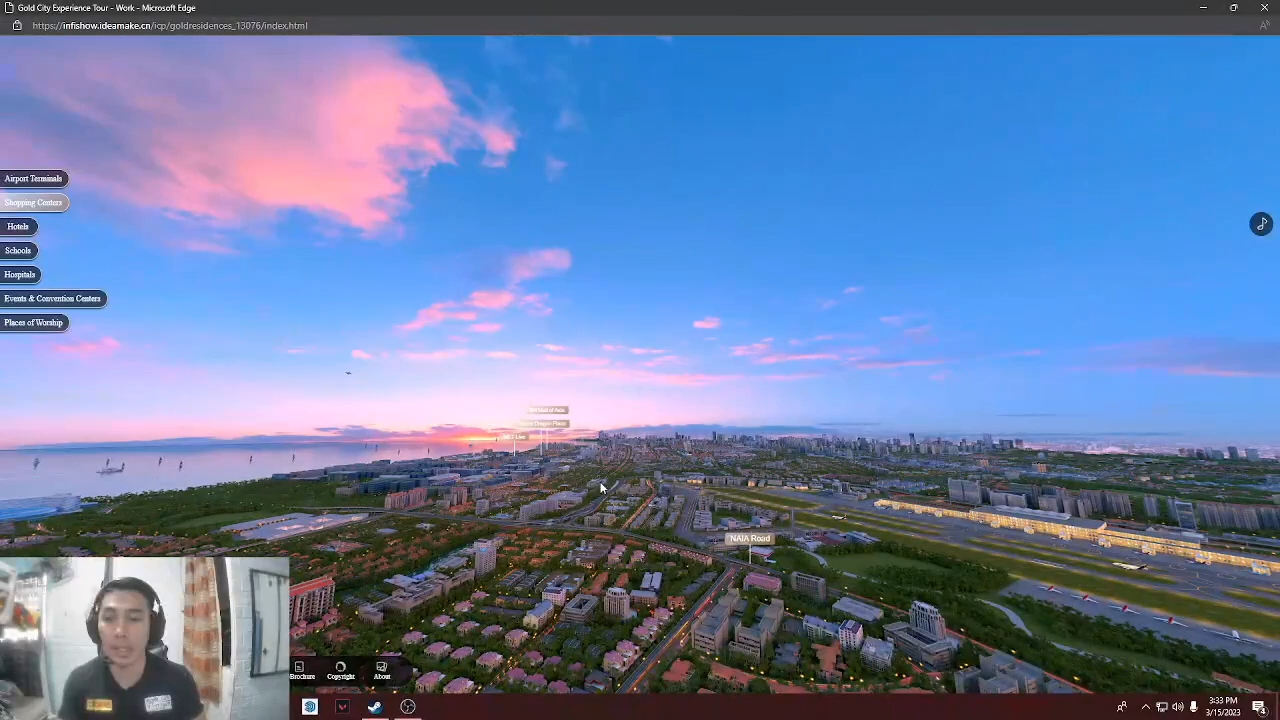 Gold City Experience Tour - Work - Microsoft Edge
https://infishow.ideamake.cn/icp/goldresidences_13076/index.html
Airport Terminals
Shopping Centers
Hotels
Schools
Hospitals
Events & Convention Centers
Places of Worship
NAIA Road
Brochure
Copyright
About
3:33 PM
3/15/2023